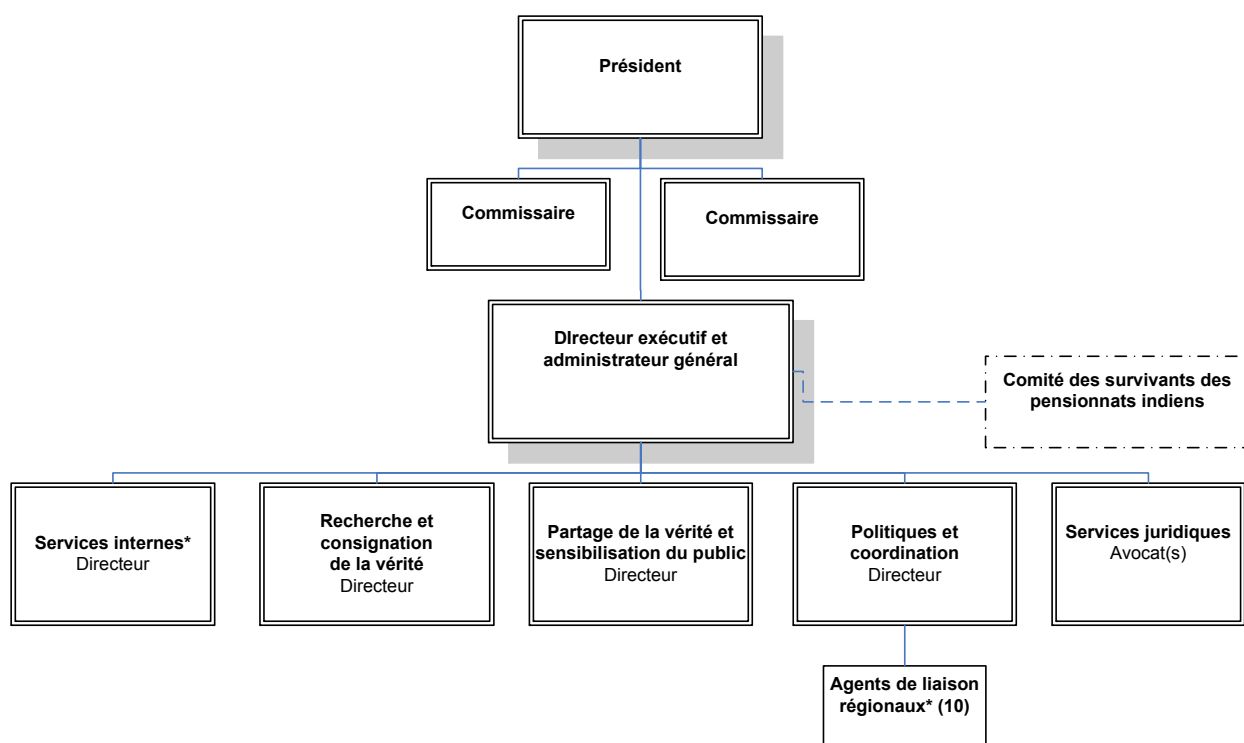 Président
Commissaire
Commissaire
DIrecteur exécutif et
administrateur général
Comité des survivants des
pensionnats indiens
Services internes*
Directeur
Recherche et
consignation
de la vérité
Directeur
Partage de la vérité et
sensibilisation du public
Directeur
Politiques et
coordination
Directeur
Services juridiques
Avocat(s)
Agents de liaison
régionaux* (10)